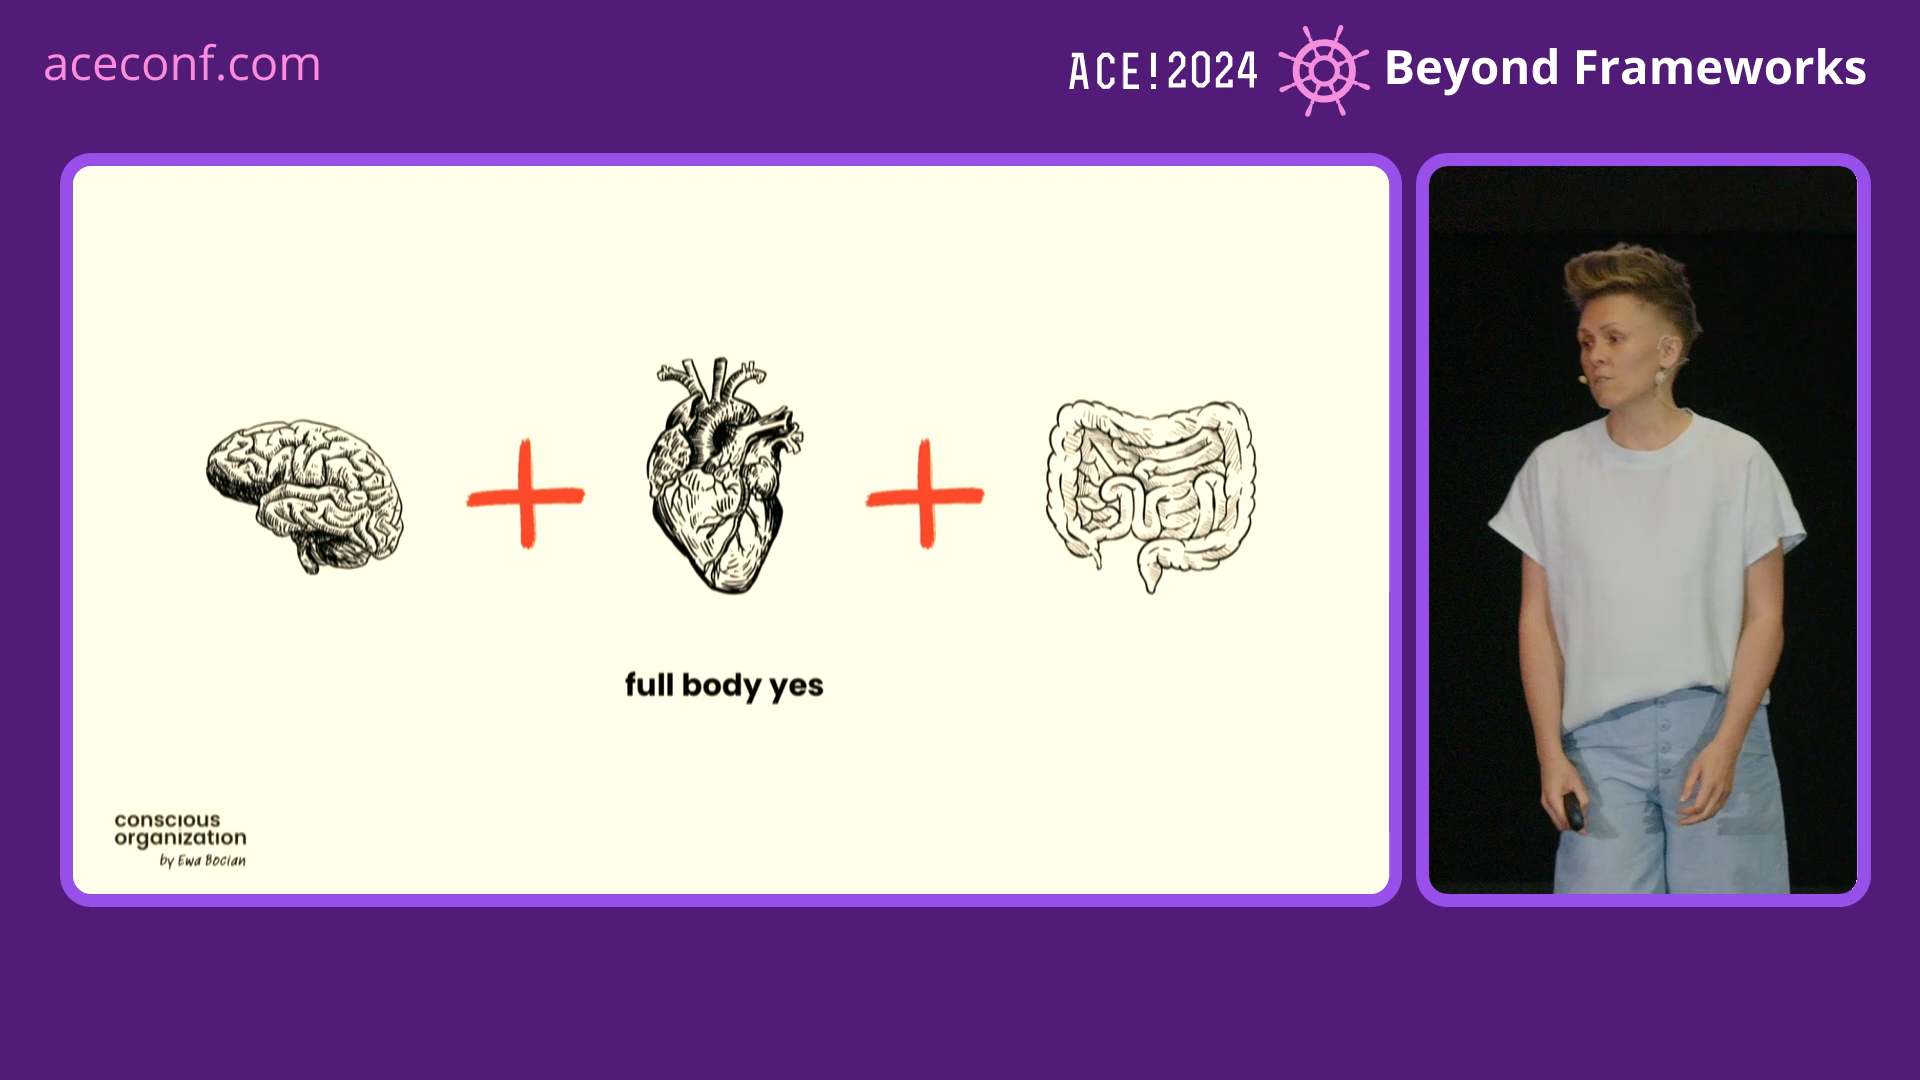 aceconf.com
ACE!2024 Beyond Frameworks
full body yes
conscious
organization
by Ewa Bocian